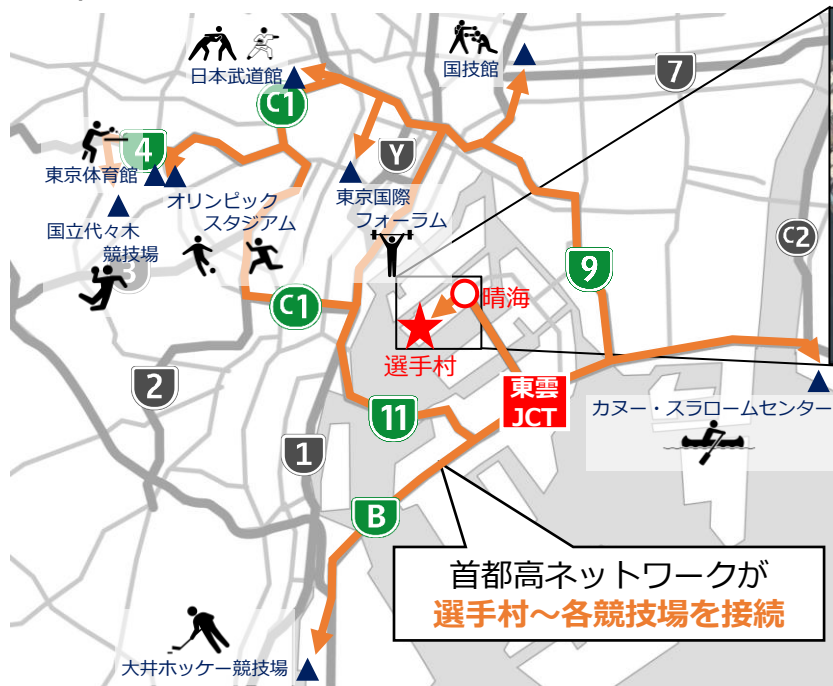 日本武道館
国技館
7
C1
4
Y
東京体育館
オリンピック
スタジアム
東京国際
フォーラム
国立代々木
競技場
3
C2
9
C1
晴海
選手村
2
11
東雲
JCT
カヌー・スラロームセンター
1
B
首都高ネットワークが
選手村~各競技場を接続
大井ホッケー競技場